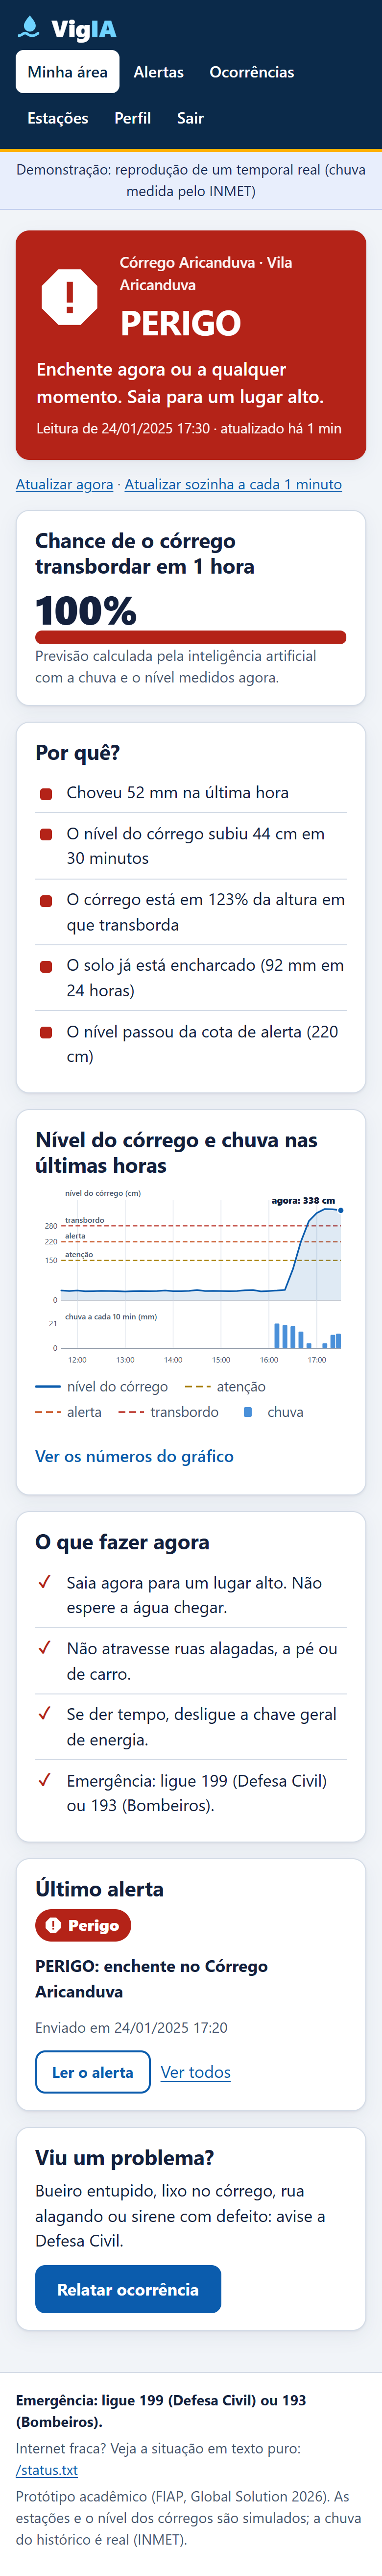 VigIA
Minha área
Alertas
Ocorrências
Estações
Perfil
Sair
Demonstração: reprodução de um temporal real (chuva
medida pelo INMET)
Córrego Aricanduva · Vila
Aricanduva
PERIGO
Enchente agora ou a qualquer
momento. Saia para um lugar alto.
Leitura de 24/01/2025 17:30 · atualizado há 1 min
Atualizar agora · Atualizar sozinha a cada 1 minuto
Chance de o córrego
transbordar em 1 hora
100%
Previsão calculada pela inteligência artificial
com a chuva e o nível medidos agora.
Por quê?
Choveu 52 mm na última hora
O nível do córrego subiu 44 cm em
30 minutos
O córrego está em 123% da altura em
que transborda
O solo já está encharcado (92 mm em
24 horas)
O nível passou da cota de alerta (220
cm)
Nível do córrego e chuva nas
últimas horas
nível do córrego (cm)
agora: 338 cm
transbordo
280
alerta
220
atenção
150
0
chuva a cada 10 min (mm)
21
0
12:00 13:00 14:00 15:00 16:00 17:00
nível do córrego atenção
alerta transbordo chuva
Ver os números do gráfico
O que fazer agora
Saia agora para um lugar alto. Não
espere a água chegar.
Não atravesse ruas alagadas, a pé ou
de carro.
Se der tempo, desligue a chave geral
de energia.
Emergência: ligue 199 (Defesa Civil)
ou 193 (Bombeiros).
Último alerta
Perigo
PERIGO: enchente no Córrego
Aricanduva
Enviado em 24/01/2025 17:20
Ler o alerta
Ver todos
Viu um problema?
Bueiro entupido, lixo no córrego, rua
alagando ou sirene com defeito: avise a
Defesa Civil.
Relatar ocorrência
Emergência: ligue 199 (Defesa Civil) ou 193
(Bombeiros).
Internet fraca? Veja a situação em texto puro:
/status.txt
Protótipo acadêmico (FIAP, Global Solution 2026). As
estações e o nível dos córregos são simulados; a chuva
do histórico é real (INMET).